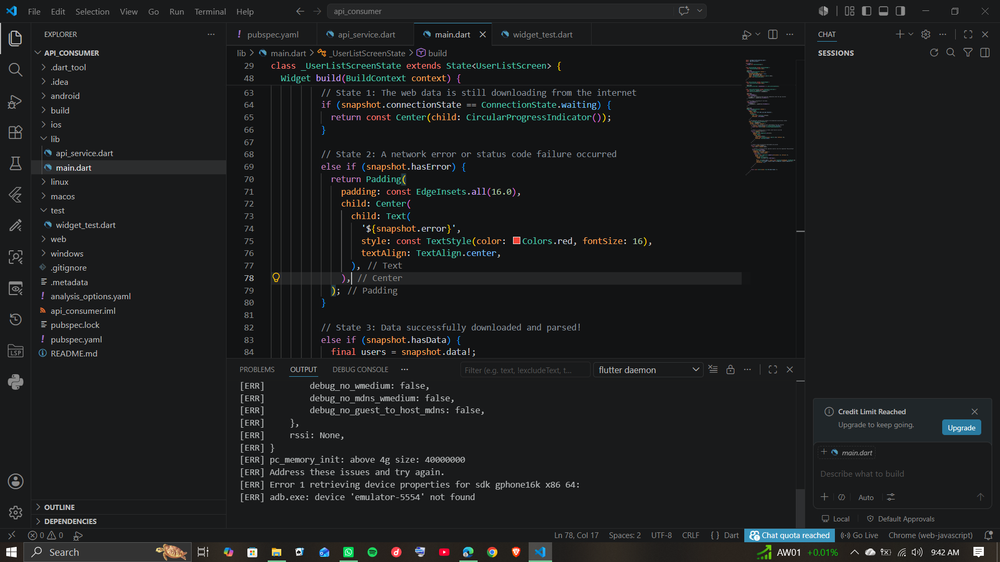 File Edit Selection View Go Run Terminal Help
api_consumer
EXPLORER
API_CONSUMER
.dart_tool
.idea
android
build
ios
lib
api_service.dart
main.dart
linux
macos
test
widget_test.dart
web
windows
.gitignore
.metadata
analysis_options.yaml
api_consumer.iml
pubspec.lock
pubspec.yaml
README.md
OUTLINE
DEPENDENCIES
pubspec.yaml api_service.dart main.dart widget_test.dart
lib > main.dart > _UserListScreenState > build
29 class _UserListScreenState extends State<UserListScreen> {
48 Widget build(BuildContext context) {
63 // State 1: The web data is still downloading from the internet
64 if (snapshot.connectionState == ConnectionState.waiting) {
65 return const Center(child: CircularProgressIndicator());
66 }
67
68 // State 2: A network error or status code failure occurred
69 else if (snapshot.hasError) {
70 return Padding(
71 padding: const EdgeInsets.all(16.0),
72 child: Center(
73 child: Text(
74 '${snapshot.error}',
75 style: const TextStyle(color: Colors.red, fontSize: 16),
76 textAlign: TextAlign.center,
77 ), // Text
78 ), // Center
79 ); // Padding
80 }
81
82 // State 3: Data successfully downloaded and parsed!
83 else if (snapshot.hasData) {
84 final users = snapshot.data!;
PROBLEMS OUTPUT DEBUG CONSOLE
Filter (e.g. text, !excludeText, t...
flutter daemon
[ERR] debug_no_wmedium: false,
[ERR] debug_no_mdns_wmedium: false,
[ERR] debug_no_guest_to_host_mdns: false,
[ERR] },
[ERR] rssi: None,
[ERR] }
[ERR] pc_memory_init: above 4g size: 40000000
[ERR] Address these issues and try again.
[ERR] Error 1 retrieving device properties for sdk gphone16k x86 64:
[ERR] adb.exe: device 'emulator-5554' not found
CHAT
SESSIONS
Credit Limit Reached
Upgrade to keep going.
Upgrade
main.dart
Describe what to build
Auto
Local
Default Approvals
LSP
0 0
Ln 78, Col 17
Spaces: 2
UTF-8
CRLF
{ } Dart
Chat quota reached
Go Live
Chrome (web-javascript)
Search
AW01 +0.01%
9:42 AM